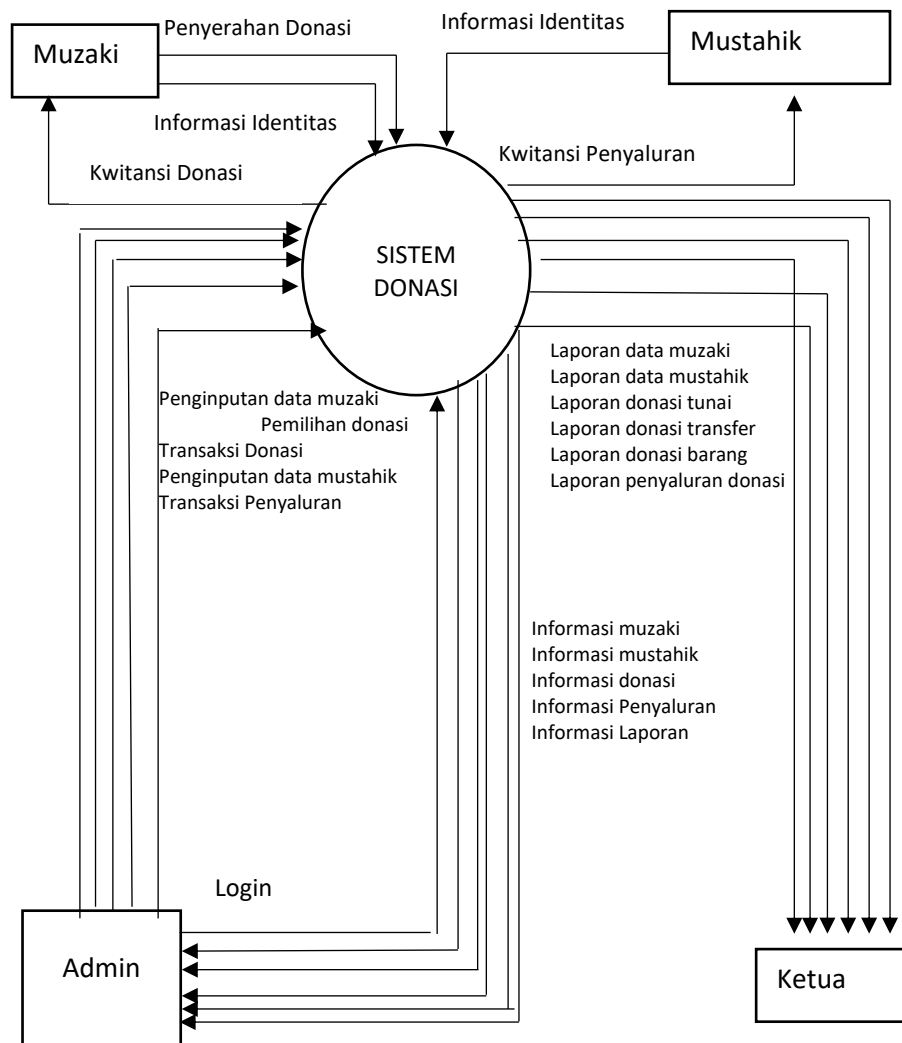 Penyerahan Donasi
Informasi Identitas
Muzaki
Mustahik
Informasi Identitas
Kwitansi Penyaluran
Kwitansi Donasi
SISTEM
DONASI
Laporan data muzaki
Laporan data mustahik
Laporan donasi tunai
Laporan donasi transfer
Laporan donasi barang
Laporan penyaluran donasi
Penginputan data muzaki
Pemilihan donasi
Transaksi Donasi
Penginputan data mustahik
Transaksi Penyaluran
Informasi muzaki
Informasi mustahik
Informasi donasi
Informasi Penyaluran
Informasi Laporan
Login
Admin
Ketua